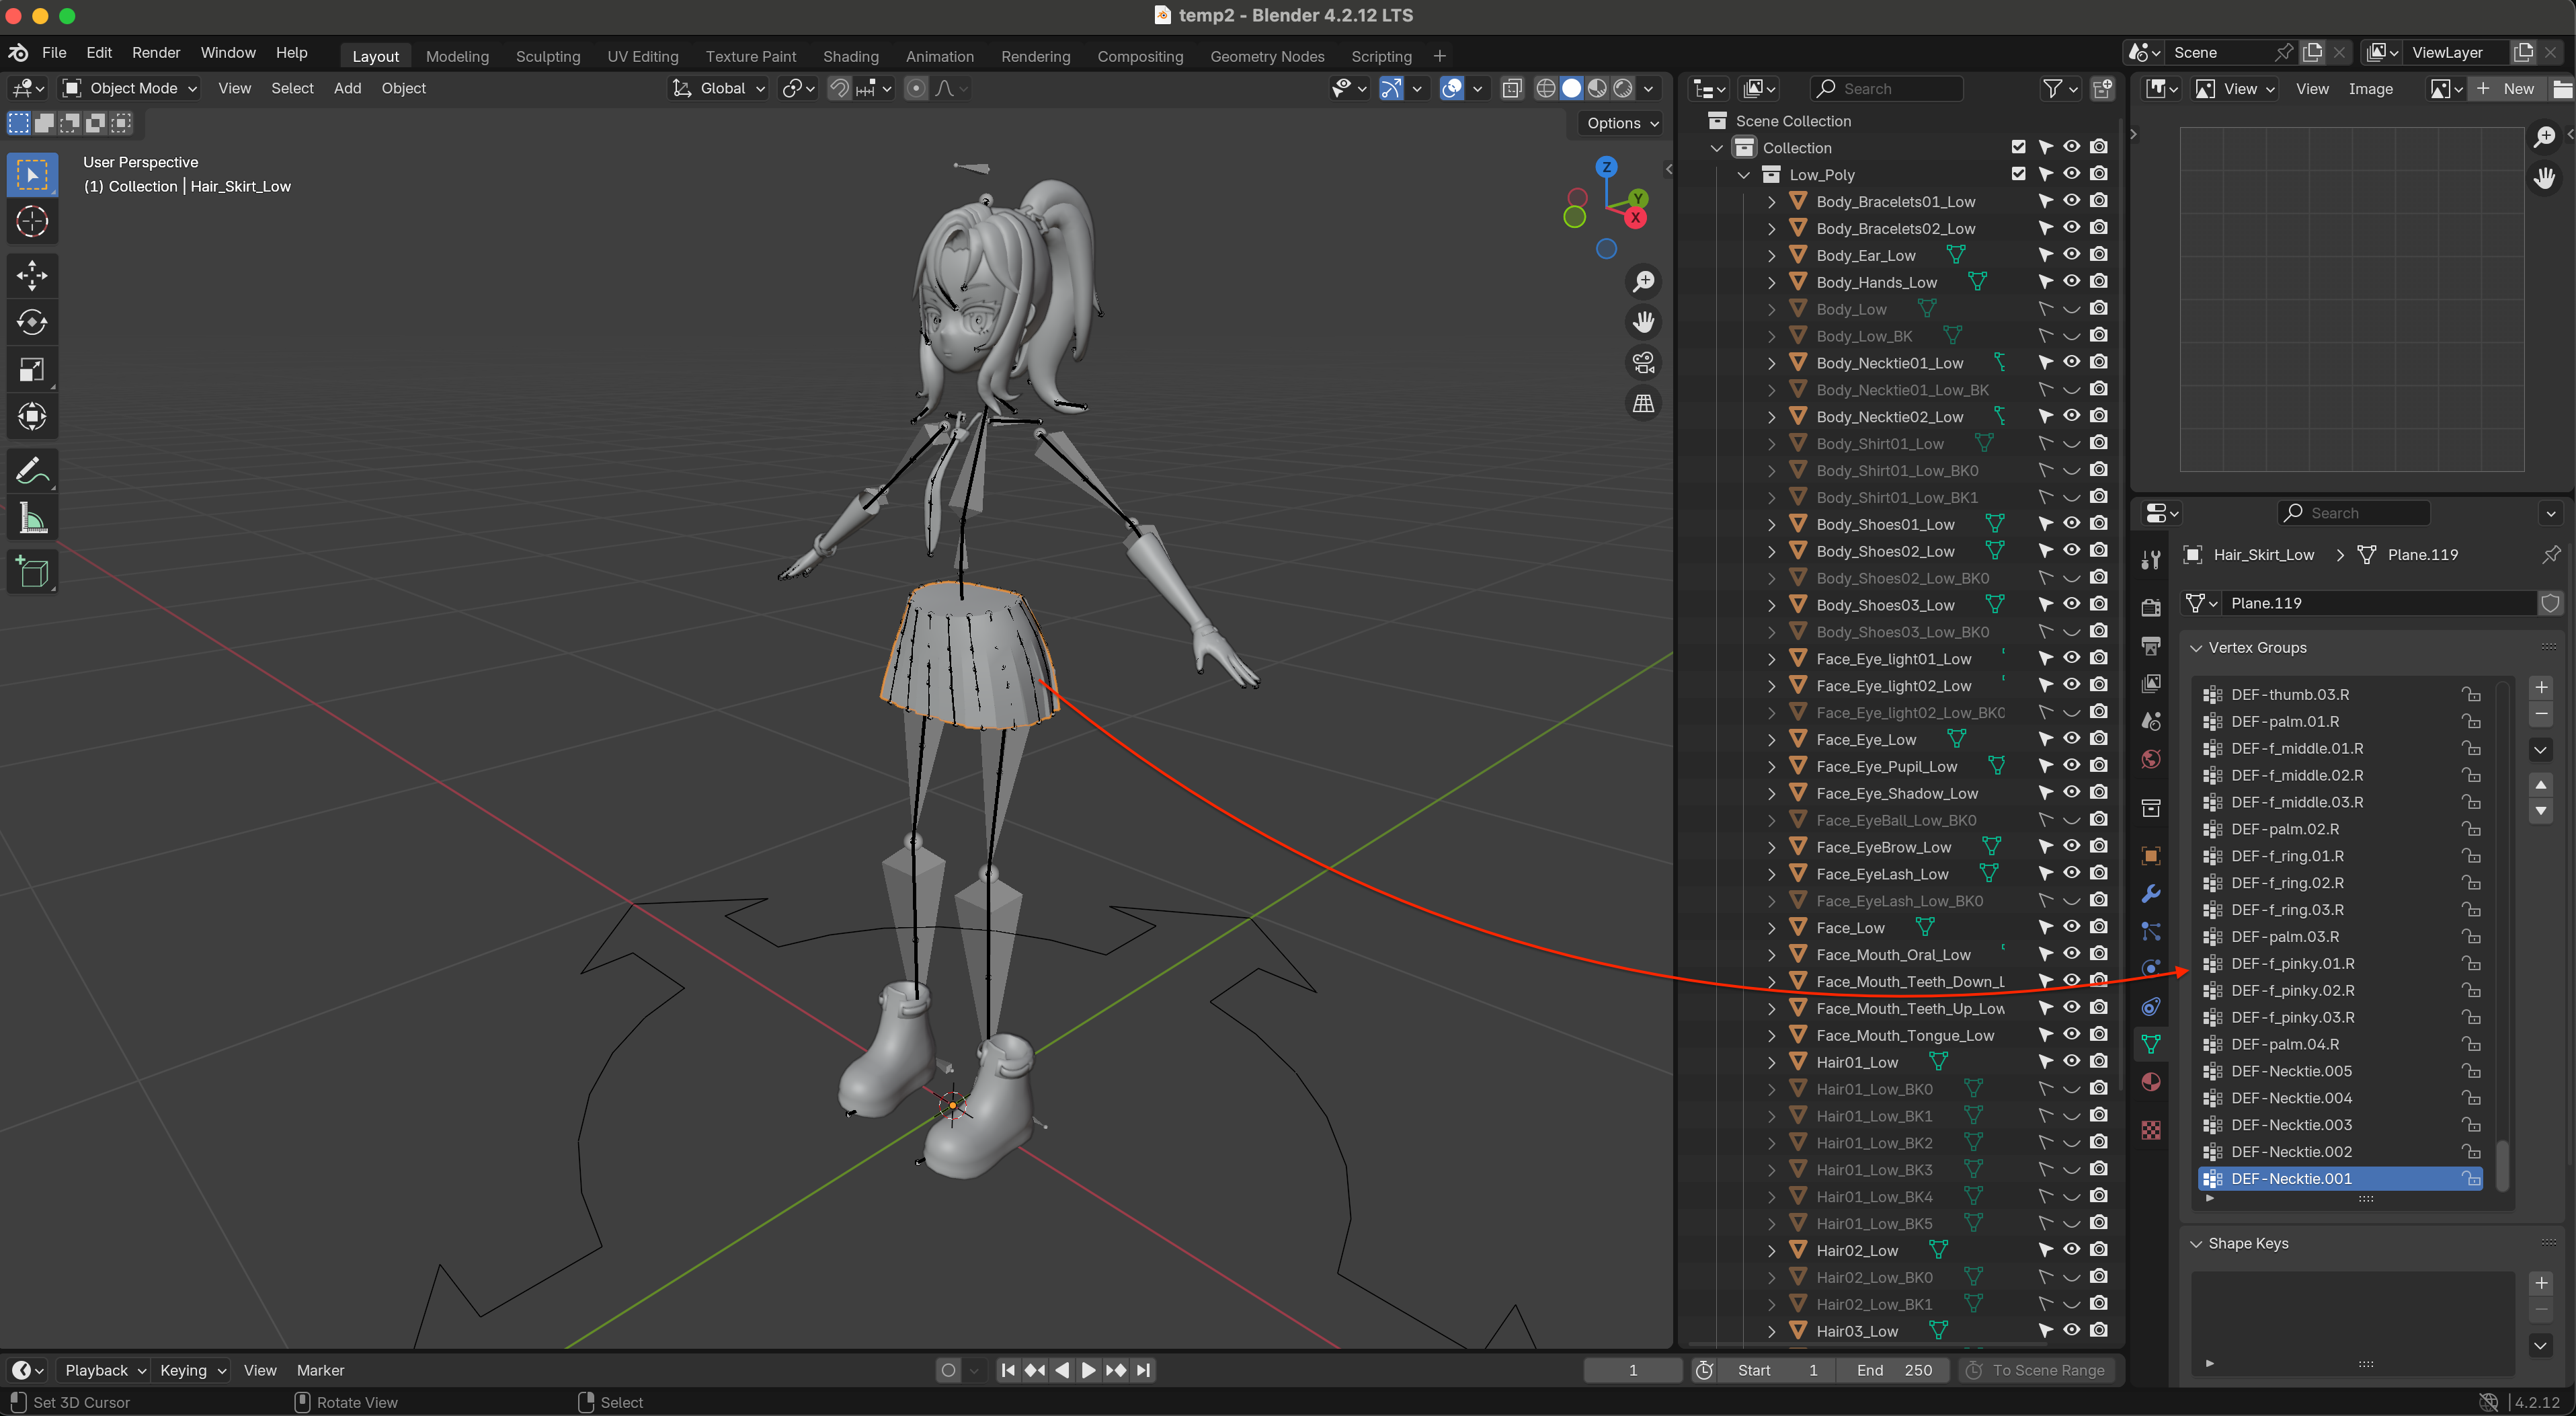 temp2 - Blender 4.2.12 LTS
File Edit Render Window Help Layout Modeling Sculpting UV Editing Texture Paint Shading Animation Rendering Compositing Geometry Nodes Scripting + Scene ViewLayer
Object Mode View Select Add Object Global
Options
User Perspective
(1) Collection | Hair_Skirt_Low
Z
Y
X
Search
Scene Collection
Collection
Low_Poly
Body_Bracelets01_Low
Body_Bracelets02_Low
Body_Ear_Low
Body_Hands_Low
Body_Low
Body_Low_BK
Body_Necktie01_Low
Body_Necktie01_Low_BK
Body_Necktie02_Low
Body_Shirt01_Low
Body_Shirt01_Low_BK0
Body_Shirt01_Low_BK1
Body_Shoes01_Low
Body_Shoes02_Low
Body_Shoes02_Low_BK0
Body_Shoes03_Low
Body_Shoes03_Low_BK0
Face_Eye_light01_Low
Face_Eye_light02_Low
Face_Eye_light02_Low_BK0
Face_Eye_Low
Face_Eye_Pupil_Low
Face_Eye_Shadow_Low
Face_EyeBall_Low_BK0
Face_EyeBrow_Low
Face_EyeLash_Low
Face_EyeLash_Low_BK0
Face_Low
Face_Mouth_Oral_Low
Face_Mouth_Teeth_Down_L
Face_Mouth_Teeth_Up_Low
Face_Mouth_Tongue_Low
Hair01_Low
Hair01_Low_BK0
Hair01_Low_BK1
Hair01_Low_BK2
Hair01_Low_BK3
Hair01_Low_BK4
Hair01_Low_BK5
Hair02_Low
Hair02_Low_BK0
Hair02_Low_BK1
Hair03_Low
View View Image New
Search
Hair_Skirt_Low Plane.119
Plane.119
Vertex Groups
DEF-thumb.03.R
DEF-palm.01.R
DEF-f_middle.01.R
DEF-f_middle.02.R
DEF-f_middle.03.R
DEF-palm.02.R
DEF-f_ring.01.R
DEF-f_ring.02.R
DEF-f_ring.03.R
DEF-palm.03.R
DEF-f_pinky.01.R
DEF-f_pinky.02.R
DEF-f_pinky.03.R
DEF-palm.04.R
DEF-Necktie.005
DEF-Necktie.004
DEF-Necktie.003
DEF-Necktie.002
DEF-Necktie.001
Shape Keys
Playback Keying View Marker 1 Start 1 End 250 To Scene Range
Set 3D Cursor Rotate View Select 4.2.12